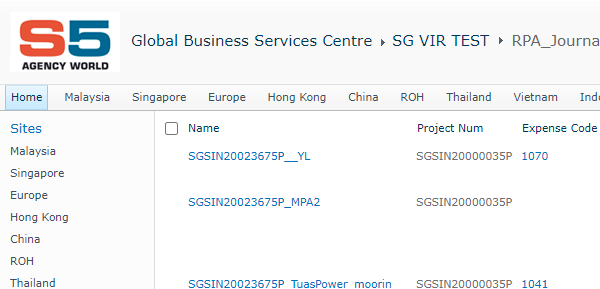 S5
AGENCY WORLD
Global Business Services Centre ▸ SG VIR TEST ▸ RPA_Journa
Home Malaysia Singapore Europe Hong Kong China ROH Thailand Vietnam Indo
Sites
Name Project Num Expense Code
Malaysia
SGSIN20023675P__YL SGSIN20000035P 1070
Singapore
Europe
SGSIN20023675P_MPA2 SGSIN20000035P
Hong Kong
China
ROH
Thailand
SGSIN20023675P_TuasPower_moorin SGSIN20000035P 1041